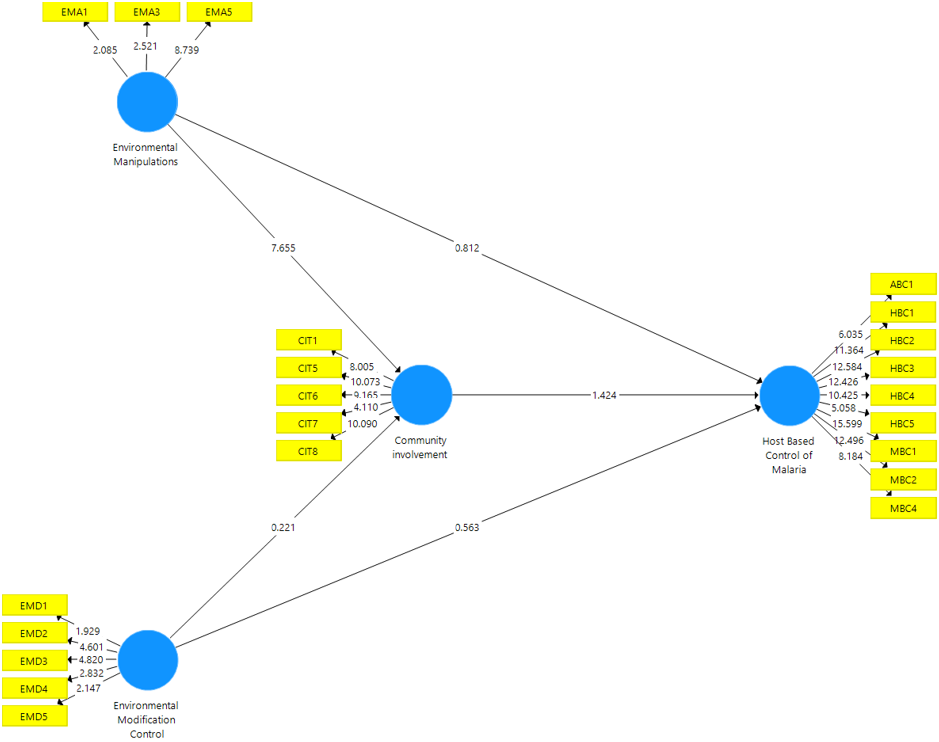 EMA1 EMA3 EMA5
2.085 2.521 8.739
Environmental
Manipulations
7.655
0.812
CIT1
CIT5
CIT6
CIT7
CIT8
8.005
10.073
9.165
4.110
10.090
Community
involvement
1.424
ABC1
HBC1
HBC2
HBC3
HBC4
HBC5
MBC1
MBC2
MBC4
6.035
11.364
12.584
12.426
10.425
5.058
15.599
12.496
8.184
Host Based
Control of
Malaria
0.221
0.563
EMD1
EMD2
EMD3
EMD4
EMD5
1.929
4.601
4.820
2.832
2.147
Environmental
Modification
Control